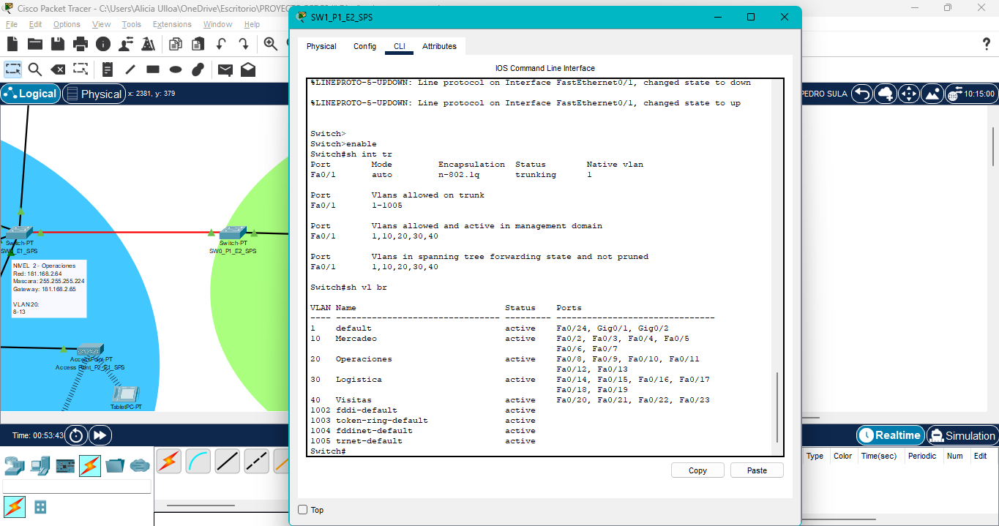 Cisco Packet Tracer - C:\Users\Alicia Ulloa\OneDrive\Escritorio\PROYEC
File Edit Options View Tools Extensions Window Help
Logical Physical x: 2381, y: 379
EDRO SULA 10:15:00
SW1_P1_E2_SPS
Physical Config CLI Attributes
IOS Command Line Interface
%LINEPROTO-5-UPDOWN: Line protocol on Interface FastEthernet0/1, changed state to down
%LINEPROTO-5-UPDOWN: Line protocol on Interface FastEthernet0/1, changed state to up
Switch>
Switch>enable
Switch#sh int tr
Port Mode Encapsulation Status Native vlan
Fa0/1 auto n-802.1q trunking 1
Port Vlans allowed on trunk
Fa0/1 1-1005
Port Vlans allowed and active in management domain
Fa0/1 1,10,20,30,40
Port Vlans in spanning tree forwarding state and not pruned
Fa0/1 1,10,20,30,40
Switch#sh vl br
VLAN Name Status Ports
---- -------------------------------- --------- -------------------------------
1 default active Fa0/24, Gig0/1, Gig0/2
10 Mercadeo active Fa0/2, Fa0/3, Fa0/4, Fa0/5
Fa0/6, Fa0/7
20 Operaciones active Fa0/8, Fa0/9, Fa0/10, Fa0/11
Fa0/12, Fa0/13
30 Logistica active Fa0/14, Fa0/15, Fa0/16, Fa0/17
Fa0/18, Fa0/19
40 Visitas active Fa0/20, Fa0/21, Fa0/22, Fa0/23
1002 fddi-default active
1003 token-ring-default active
1004 fddinet-default active
1005 trnet-default active
Switch#
Copy Paste
Top
Switch-PT
E1_SPS
Switch-PT
SW0_P1_E2_SPS
NIVEL 2 - Operaciones
Red: 181.168.2.64
Mascara: 255.255.255.224
Gateway: 181.168.2.65
VLAN 20:
8-13
AccessPoint-PT
Access Point_P2_E1_SPS
TabletPC-PT
Time: 00:53:43
Realtime Simulation
Type Color Time(sec) Periodic Num Edit